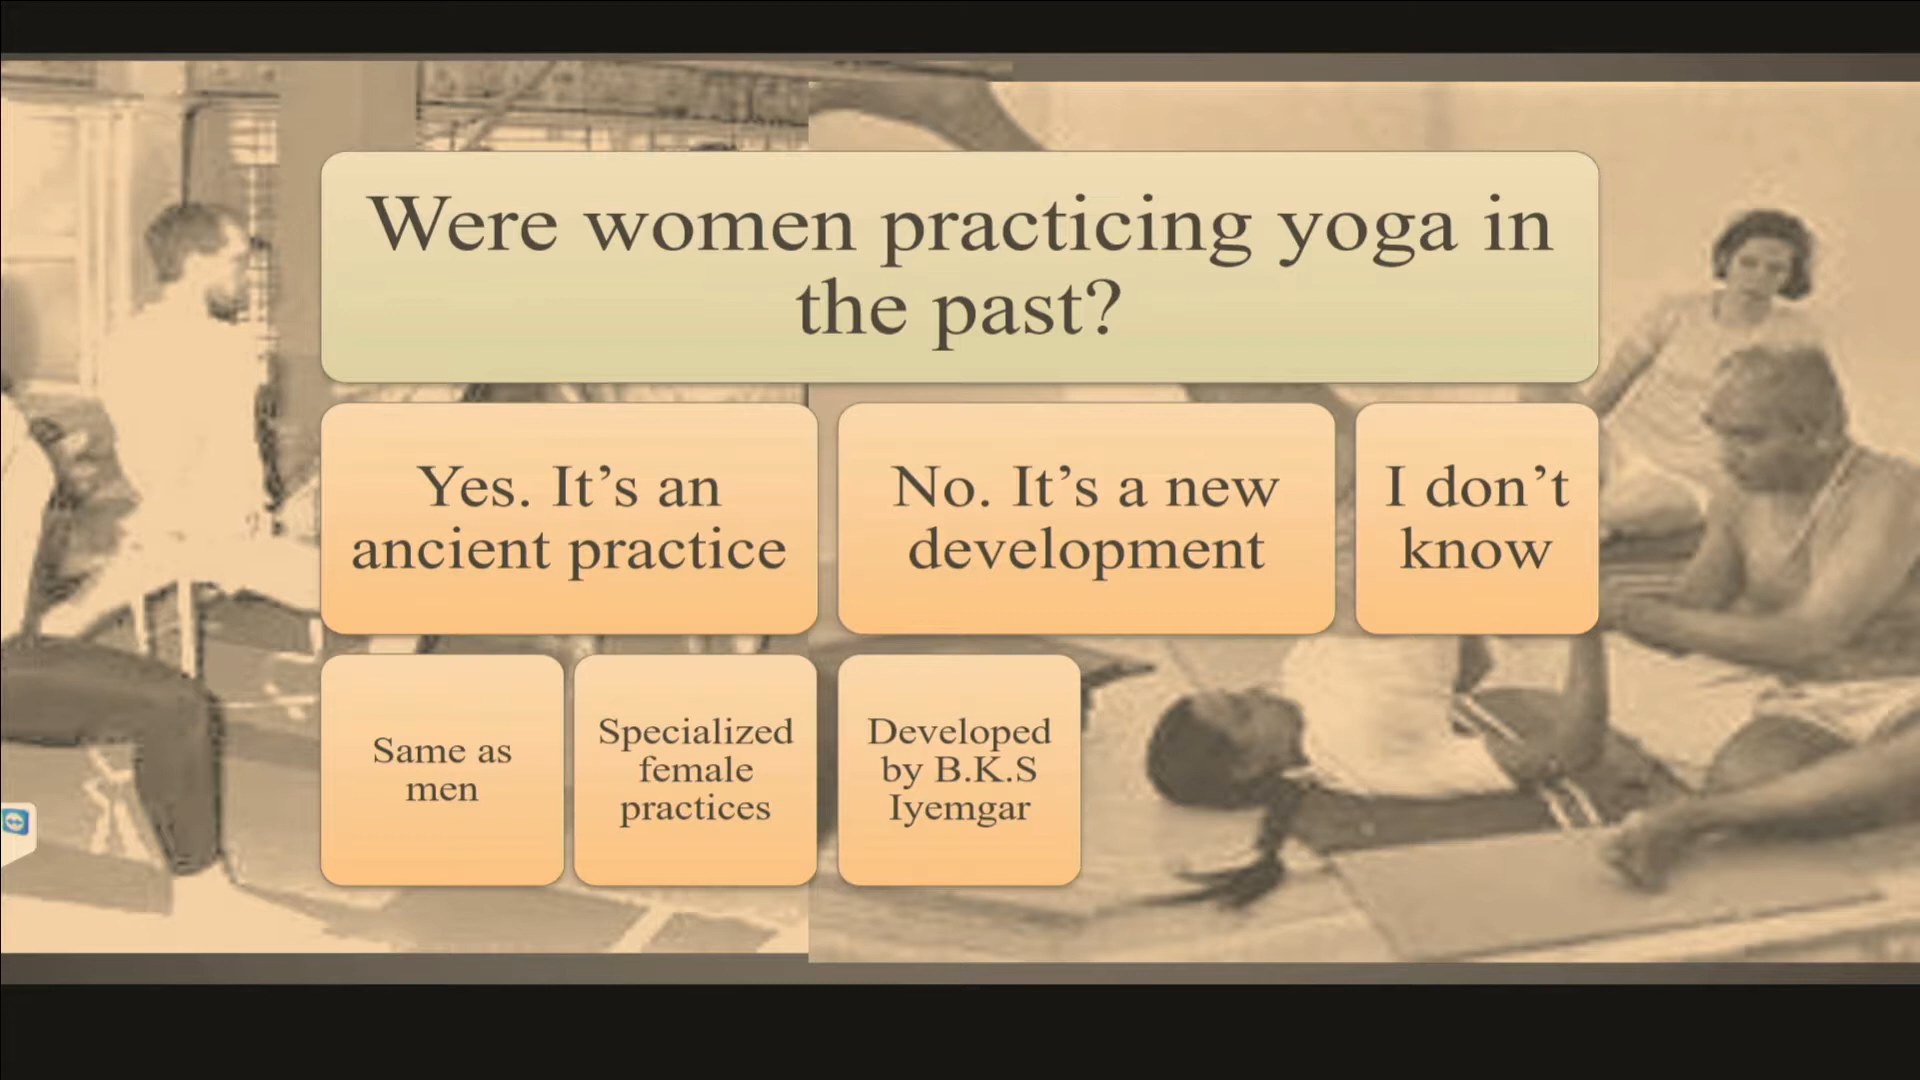 Were women practicing yoga in
the past?
Yes. It’s an
ancient practice
No. It’s a new
development
I don’t
know
Same as
men
Specialized
female
practices
Developed
by B.K.S
Iyemgar